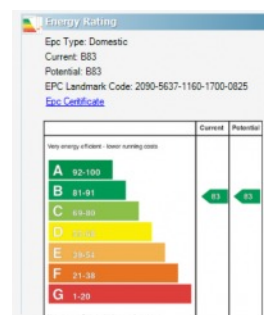 Energy Rating
Epc Type: Domestic
Current: B83
Potential: B83
EPC Landmark Code: 2090-5637-1160-1700-0825
Epc Certificate
Current Potential
Very energy efficient - lower running costs
A 92-100
B 81-91 83 83
C 69-80
D
E 39-54
F 21-38
G 1-20